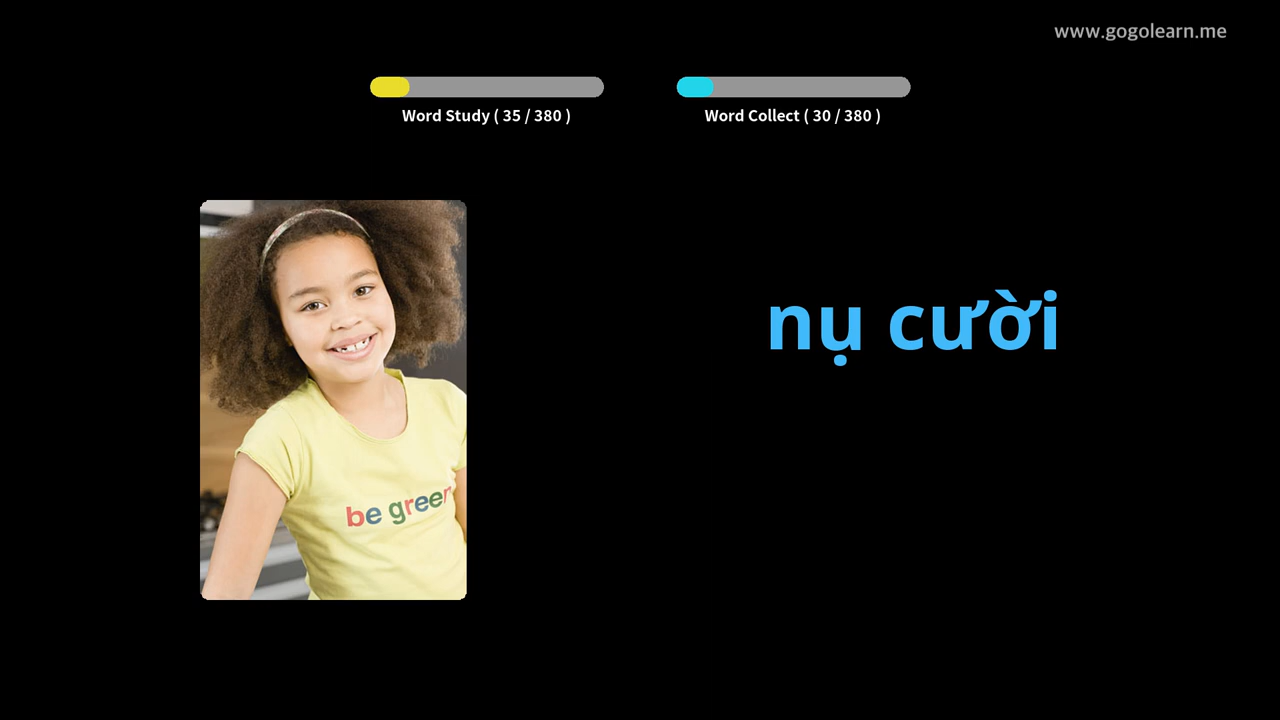 www.gogolearn.me
Word Study ( 35 / 380 )
Word Collect ( 30 / 380 )
nụ cười
be green